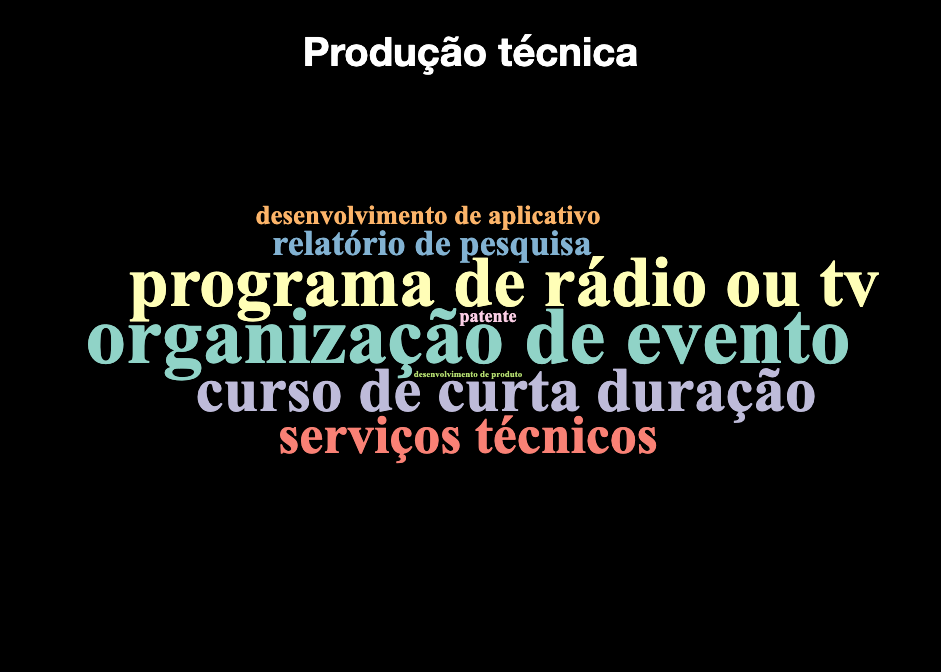 Produção técnica
desenvolvimento de aplicativo
relatório de pesquisa
programa de rádio ou tv
patente
organização de evento
desenvolvimento de produto
curso de curta duração
serviços técnicos